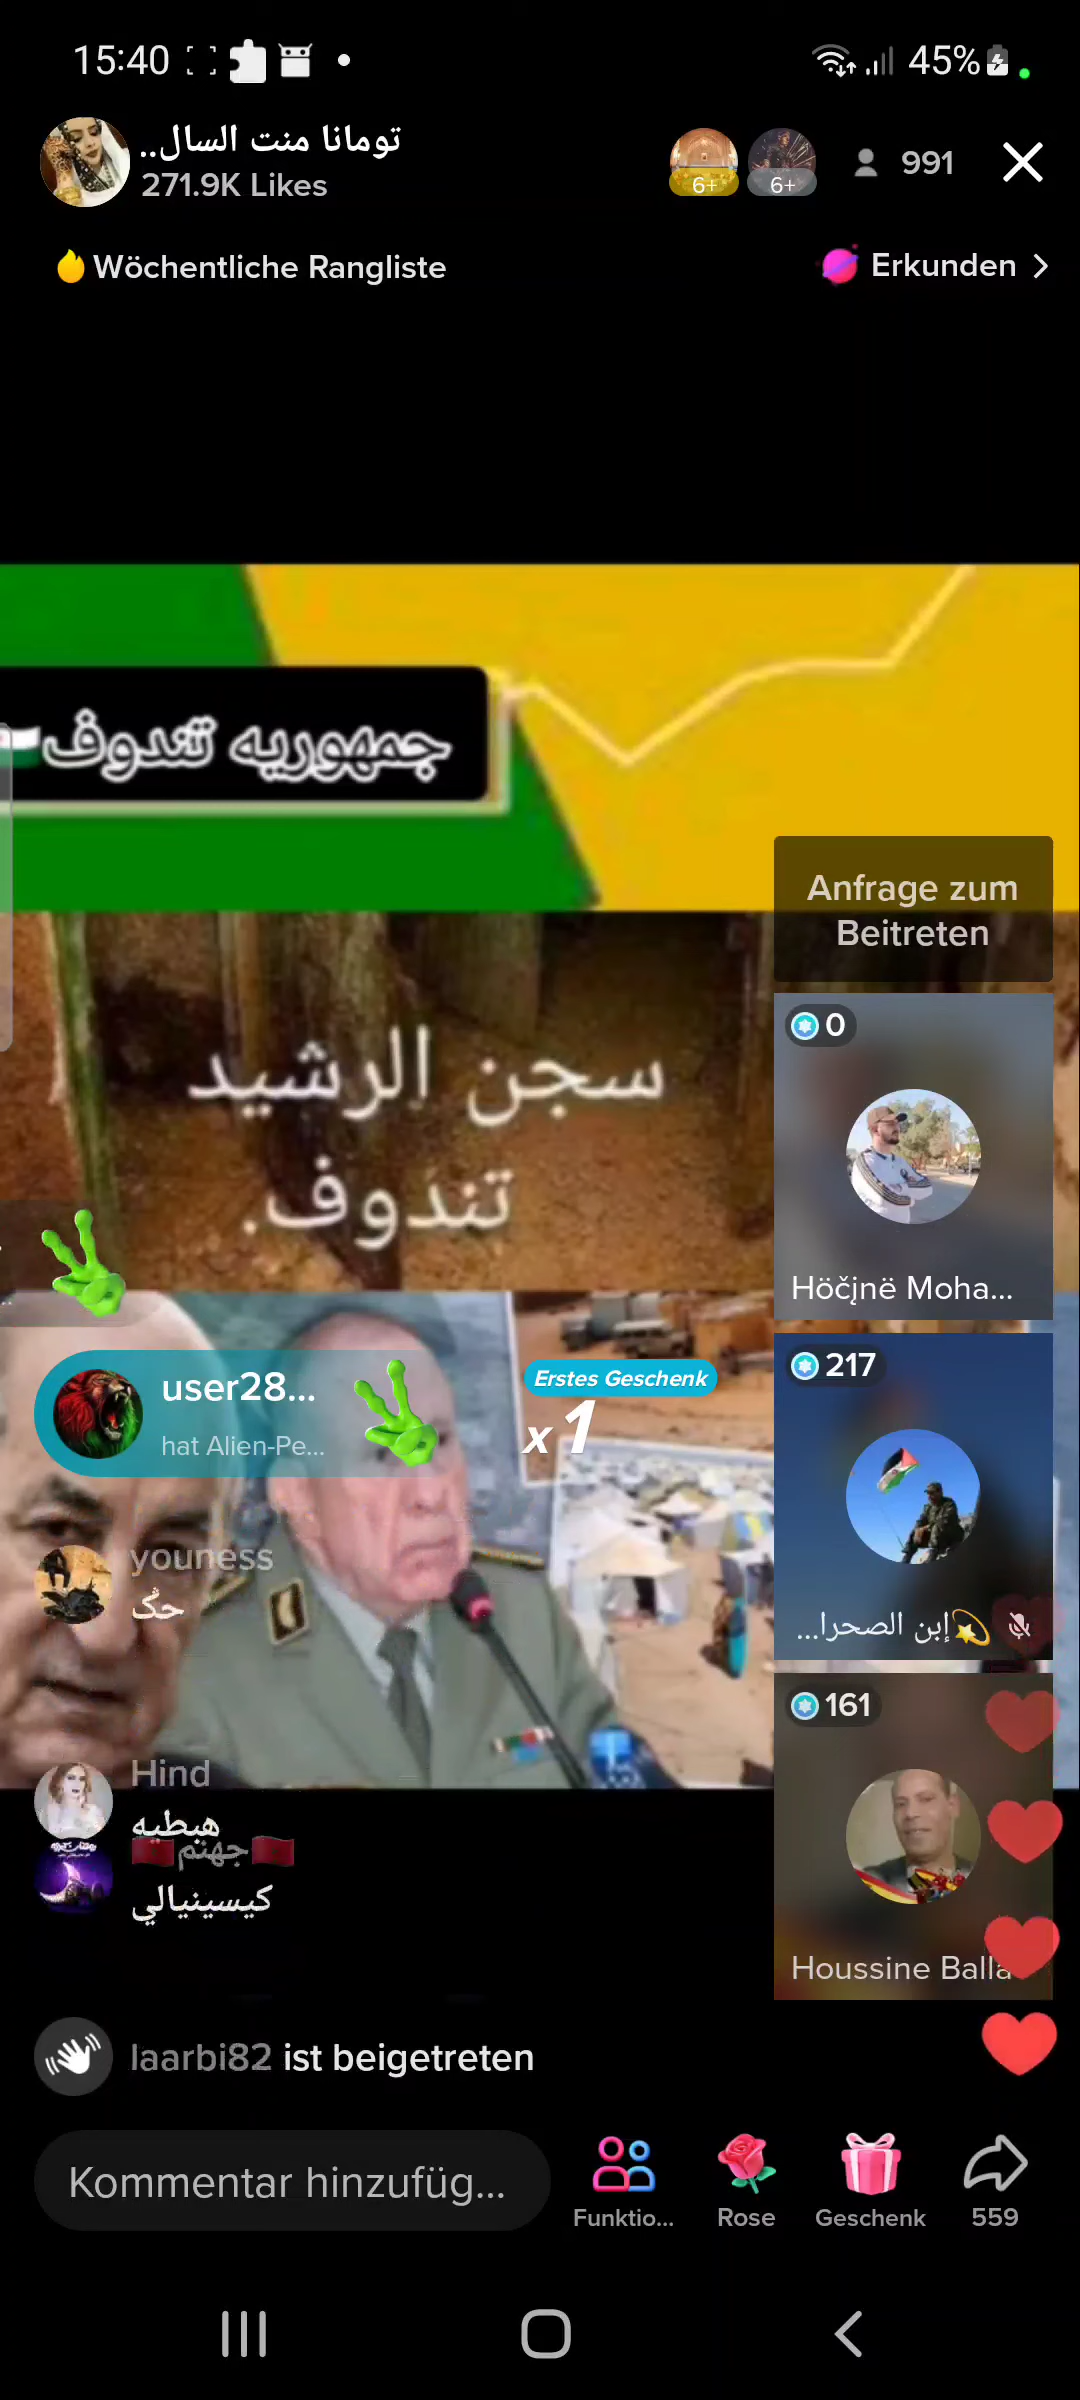 15:40
45%
تومانا منت السال..
271.9K Likes
6+
6+
991
Wöchentliche Rangliste
Erkunden
جمهوريه تندوف
Anfrage zum
Beitreten
سجن الرشيد
تندوف.
0
Höčįnë Moha...
217
إبن الصحرا...
161
Houssine Balla
user28...
hat Alien-Pe...
Erstes Geschenk
x1
youness
حگ
Hind
هبطيه
جهنم
كيسينيالي
laarbi82 ist beigetreten
Kommentar hinzufüg...
Funktio...
Rose
Geschenk
559